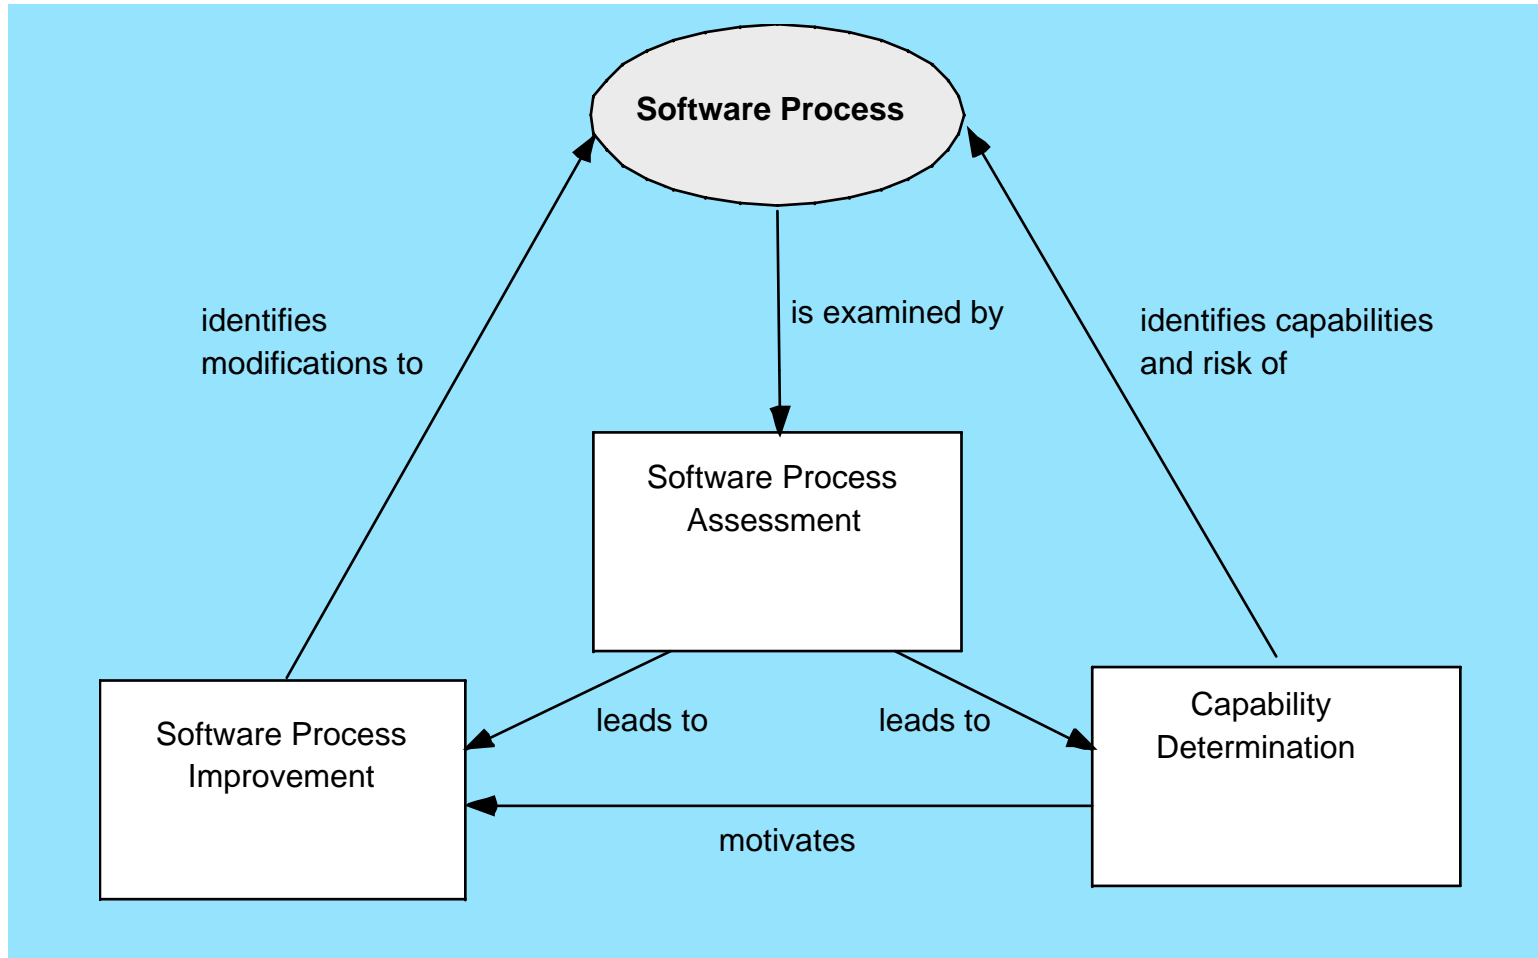 Software Process
is examined by
identifies
modifications to
identifies capabilities
and risk of
Software Process
Assessment
leads to
leads to
Software Process
Improvement
Capability
Determination
motivates